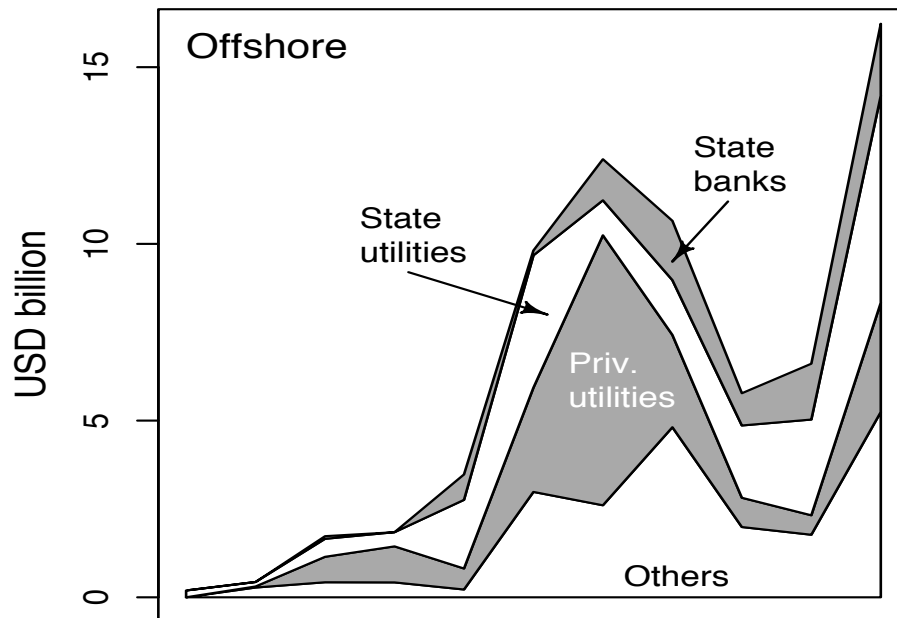 Offshore
State
banks
State
utilities
Priv.
utilities
Others
USD billion
15
10
5
0